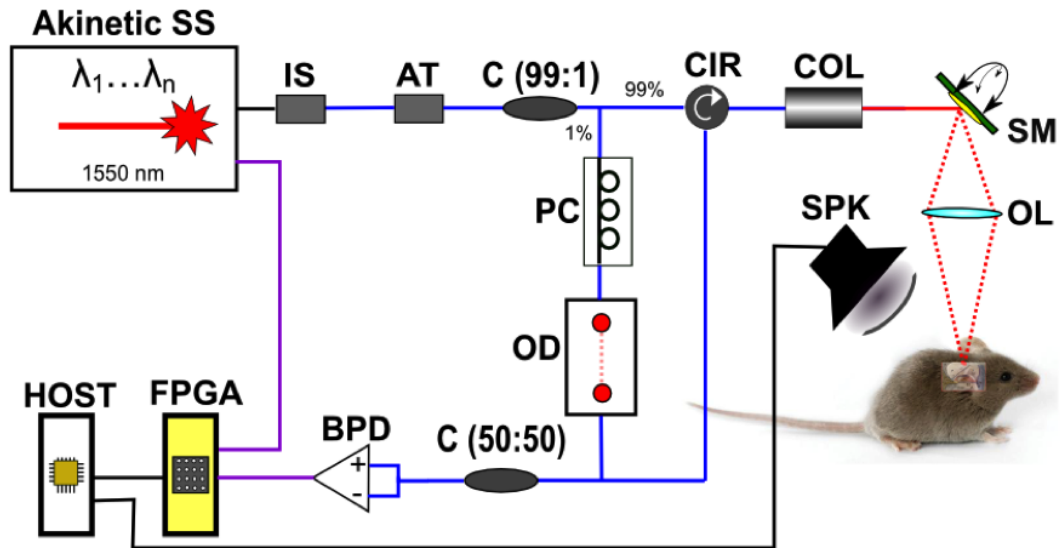 Akinetic SS
λ1...λn
1550 nm
IS
AT
C (99:1)
99%
1%
CIR
COL
SM
PC
SPK
OL
OD
HOST
FPGA
BPD
+
-
C (50:50)